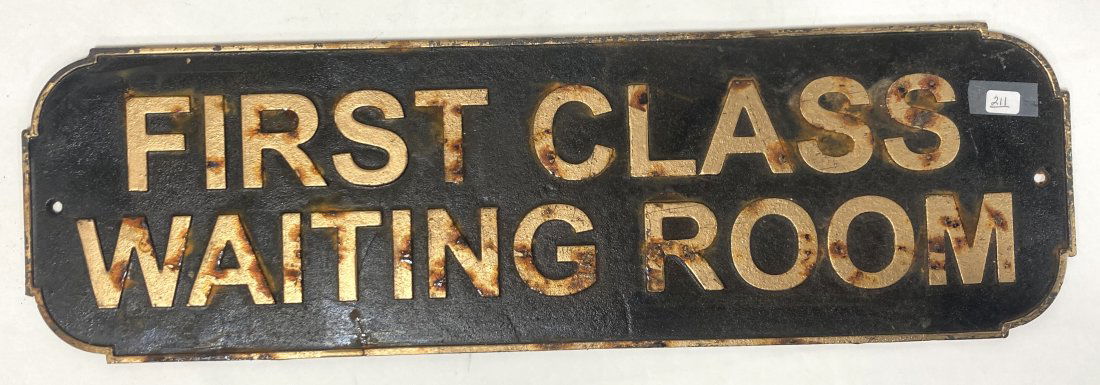 FIRST CLASS
211
WAITING ROOM